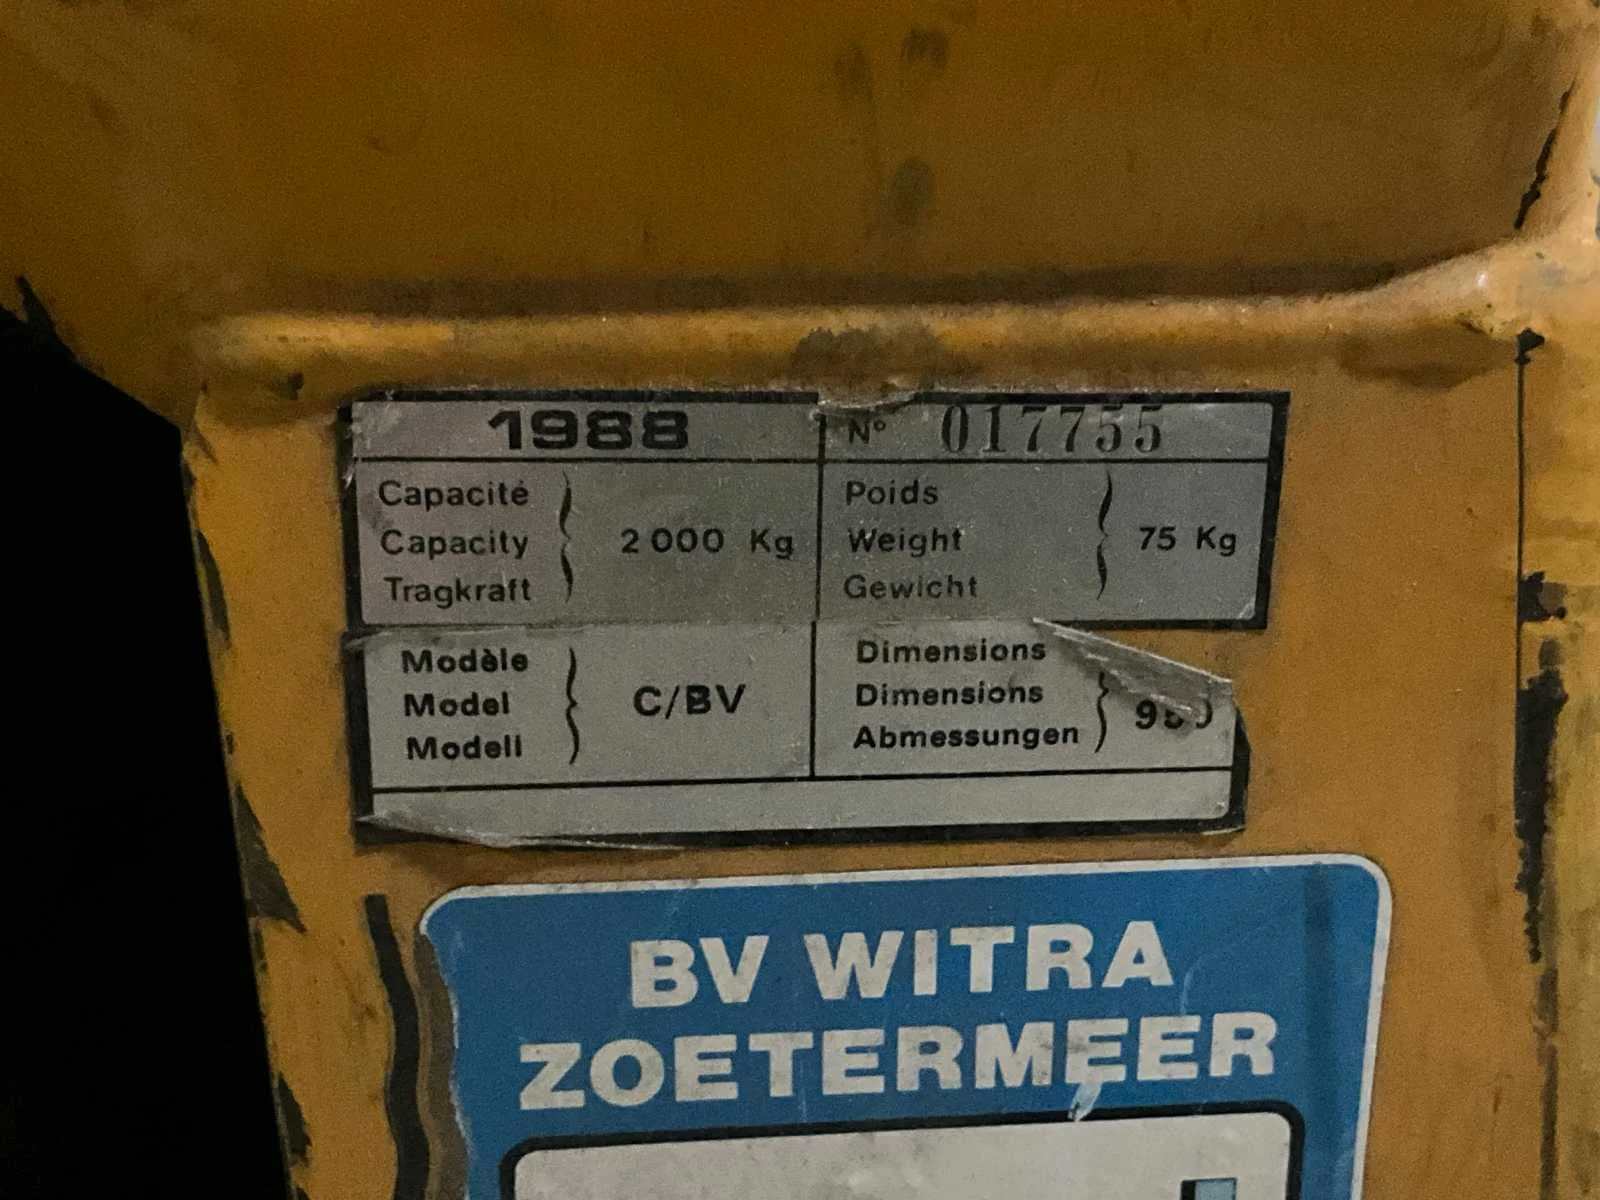 1988 N° 017755
Capacité Poids
Capacity 2 000 Kg Weight 75 Kg
Tragkraft Gewicht
Modèle Dimensions
Model C/BV Dimensions
Modell Abmessungen
BV WITRA
ZOETERMEER